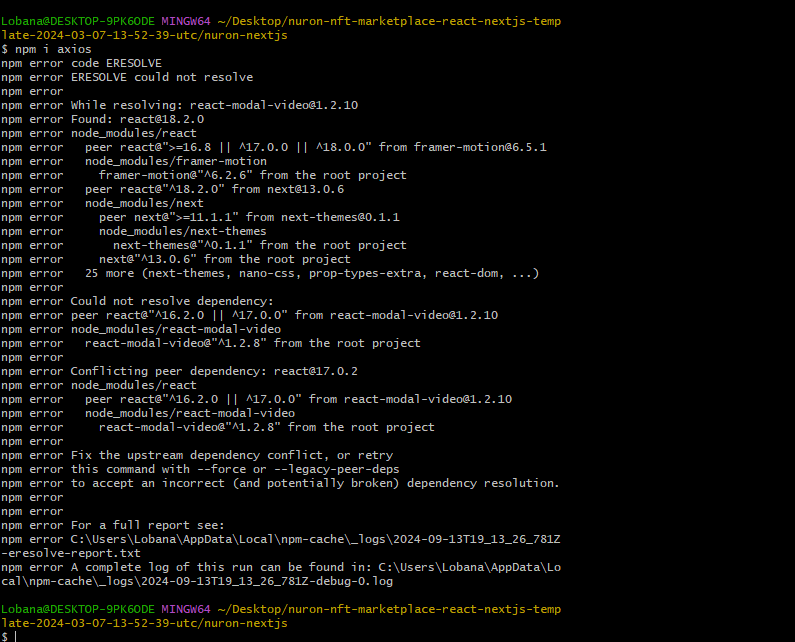 Lobana@DESKTOP-9PK6ODE MINGW64 ~/Desktop/nuron-nft-marketplace-react-nextjs-temp
late-2024-03-07-13-52-39-utc/nuron-nextjs
$ npm i axios
npm error code ERESOLVE
npm error ERESOLVE could not resolve
npm error
npm error While resolving: react-modal-video@1.2.10
npm error Found: react@18.2.0
npm error node_modules/react
npm error   peer react@">=16.8 || ^17.0.0 || ^18.0.0" from framer-motion@6.5.1
npm error   node_modules/framer-motion
npm error     framer-motion@"^6.2.6" from the root project
npm error   peer react@"^18.2.0" from next@13.0.6
npm error   node_modules/next
npm error     peer next@">=11.1.1" from next-themes@0.1.1
npm error     node_modules/next-themes
npm error       next-themes@"^0.1.1" from the root project
npm error     next@"^13.0.6" from the root project
npm error   25 more (next-themes, nano-css, prop-types-extra, react-dom, ...)
npm error
npm error Could not resolve dependency:
npm error peer react@"^16.2.0 || ^17.0.0" from react-modal-video@1.2.10
npm error node_modules/react-modal-video
npm error   react-modal-video@"^1.2.8" from the root project
npm error
npm error Conflicting peer dependency: react@17.0.2
npm error node_modules/react
npm error   peer react@"^16.2.0 || ^17.0.0" from react-modal-video@1.2.10
npm error   node_modules/react-modal-video
npm error     react-modal-video@"^1.2.8" from the root project
npm error
npm error Fix the upstream dependency conflict, or retry
npm error this command with --force or --legacy-peer-deps
npm error to accept an incorrect (and potentially broken) dependency resolution.
npm error
npm error
npm error For a full report see:
npm error C:\Users\Lobana\AppData\Local\npm-cache\_logs\2024-09-13T19_13_26_781Z
-eresolve-report.txt
npm error A complete log of this run can be found in: C:\Users\Lobana\AppData\Lo
cal\npm-cache\_logs\2024-09-13T19_13_26_781Z-debug-0.log
Lobana@DESKTOP-9PK6ODE MINGW64 ~/Desktop/nuron-nft-marketplace-react-nextjs-temp
late-2024-03-07-13-52-39-utc/nuron-nextjs
$